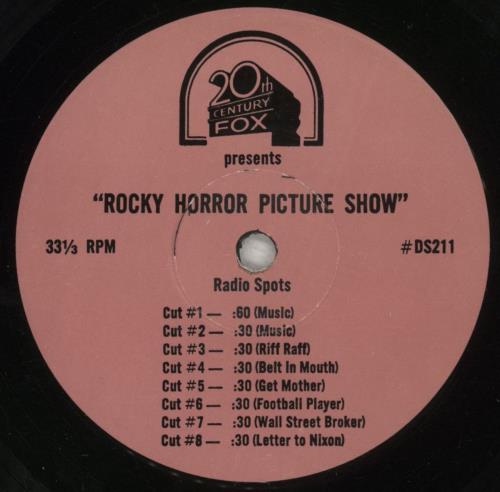 20th
CENTURY
FOX
presents
"ROCKY HORROR PICTURE SHOW"
33⅓ RPM
#DS211
Radio Spots
Cut #1 — :60 (Music)
Cut #2 — :30 (Music)
Cut #3 — :30 (Riff Raff)
Cut #4 — :30 (Belt In Mouth)
Cut #5 — :30 (Get Mother)
Cut #6 — :30 (Football Player)
Cut #7 — :30 (Wall Street Broker)
Cut #8 — :30 (Letter to Nixon)